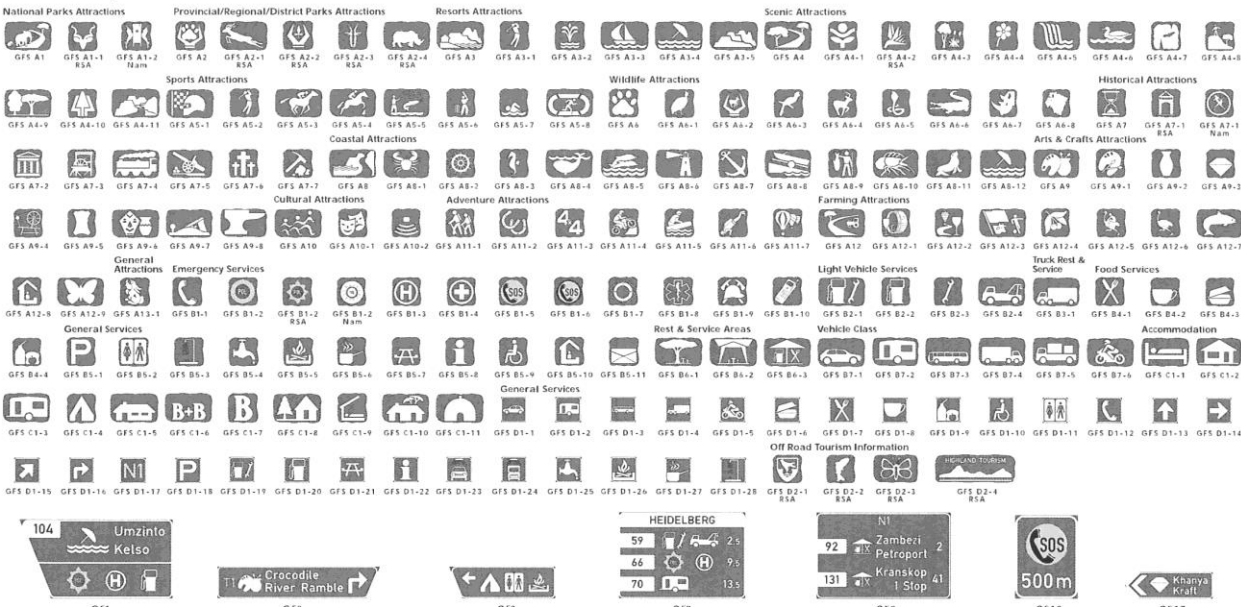 National Parks Attractions Provincial/Regional/District Parks Attractions Resorts Attractions Scenic Attractions
GFS A1 GFS A1-1 GFS A1-2 GFS A2 GFS A2-1 GFS A2-2 GFS A2-3 GFS A2-4 GFS A3 GFS A3-1 GFS A3-2 GFS A3-3 GFS A3-4 GFS A3-5 GFS A4 GFS A4-1 GFS A4-2 GFS A4-3 GFS A4-4 GFS A4-5 GFS A4-6 GFS A4-7 GFS A4-8
RSA Nam RSA RSA RSA RSA RSA
Sports Attractions Wildlife Attractions Historical Attractions
GFS A4-9 GFS A4-10 GFS A4-11 GFS A5-1 GFS A5-2 GFS A5-3 GFS A5-4 GFS A5-5 GFS A5-6 GFS A5-7 GFS A5-8 GFS A6 GFS A6-1 GFS A6-2 GFS A6-3 GFS A6-4 GFS A6-5 GFS A6-6 GFS A6-7 GFS A6-8 GFS A7 GFS A7-1 GFS A7-1
RSA Nam
Coastal Attractions Arts & Crafts Attractions
GFS A7-2 GFS A7-3 GFS A7-4 GFS A7-5 GFS A7-6 GFS A7-7 GFS A8 GFS A8-1 GFS A8-2 GFS A8-3 GFS A8-4 GFS A8-5 GFS A8-6 GFS A8-7 GFS A8-8 GFS A8-9 GFS A8-10 GFS A8-11 GFS A8-12 GFS A9 GFS A9-1 GFS A9-2 GFS A9-3
Cultural Attractions Adventure Attractions Farming Attractions
4/4
GFS A9-4 GFS A9-5 GFS A9-6 GFS A9-7 GFS A9-8 GFS A10 GFS A10-1 GFS A10-2 GFS A11-1 GFS A11-2 GFS A11-3 GFS A11-4 GFS A11-5 GFS A11-6 GFS A11-7 GFS A12 GFS A12-1 GFS A12-2 GFS A12-3 GFS A12-4 GFS A12-5 GFS A12-6 GFS A12-7
General Attractions Emergency Services Light Vehicle Services Truck Rest & Service Food Services
H SOS SOS
GFS A12-8 GFS A12-9 GFS A13-1 GFS B1-1 GFS B1-2 GFS B1-2 GFS B1-2 GFS B1-3 GFS B1-4 GFS B1-5 GFS B1-6 GFS B1-7 GFS B1-8 GFS B1-9 GFS B1-10 GFS B2-1 GFS B2-2 GFS B2-3 GFS B2-4 GFS B3-1 GFS B4-1 GFS B4-2 GFS B4-3
RSA Nam
General Services Rest & Service Areas Vehicle Class Accommodation
P i
GFS B4-4 GFS B5-1 GFS B5-2 GFS B5-3 GFS B5-4 GFS B5-5 GFS B5-6 GFS B5-7 GFS B5-8 GFS B5-9 GFS B5-10 GFS B5-11 GFS B6-1 GFS B6-2 GFS B6-3 GFS B7-1 GFS B7-2 GFS B7-3 GFS B7-4 GFS B7-5 GFS B7-6 GFS C1-1 GFS C1-2
General Services
B+B B
GFS C1-3 GFS C1-4 GFS C1-5 GFS C1-6 GFS C1-7 GFS C1-8 GFS C1-9 GFS C1-10 GFS C1-11 GFS D1-1 GFS D1-2 GFS D1-3 GFS D1-4 GFS D1-5 GFS D1-6 GFS D1-7 GFS D1-8 GFS D1-9 GFS D1-10 GFS D1-11 GFS D1-12 GFS D1-13 GFS D1-14
Off Road Tourism Information
N1 P i HIGHLAND TOURISM
GFS D1-15 GFS D1-16 GFS D1-17 GFS D1-18 GFS D1-19 GFS D1-20 GFS D1-21 GFS D1-22 GFS D1-23 GFS D1-24 GFS D1-25 GFS D1-26 GFS D1-27 GFS D1-28 GFS D2-1 GFS D2-2 GFS D2-3 GFS D2-4
RSA RSA RSA RSA
104 Umzinto
Kelso
H
T1 Crocodile
River Ramble
HEIDELBERG
59 2.5
66 H 9.5
70 13.5
N1
92 Zambezi Petroport 2
131 Kranskop 1 Stop 41
SOS
500 m
Khanya
Kraft